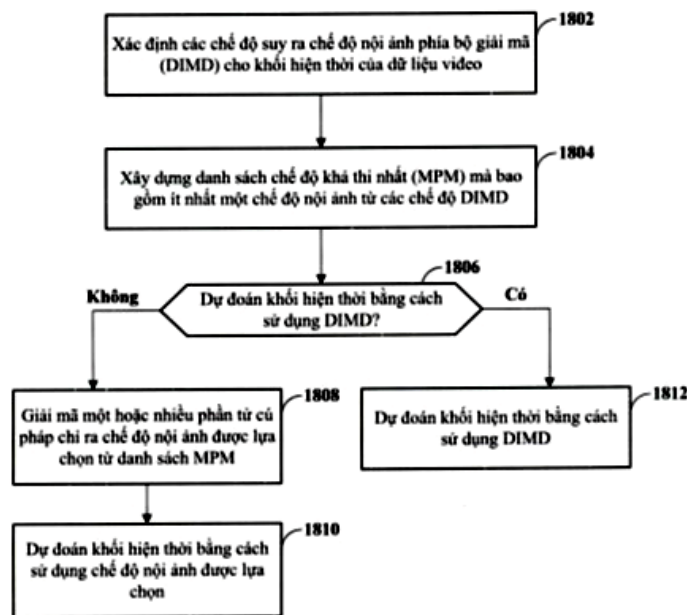 1802
Xác định các chế độ suy ra chế độ nội ảnh phía bộ giải mã
(DIMD) cho khối hiện thời của dữ liệu video
1804
Xây dựng danh sách chế độ khả thi nhất (MPM) mà bao
gồm ít nhất một chế độ nội ảnh từ các chế độ DIMD
1806
Không
Dự đoán khối hiện thời bằng cách
sử dụng DIMD?
Có
1808
Giải mã một hoặc nhiều phần tử cú
pháp chỉ ra chế độ nội ảnh được lựa
chọn từ danh sách MPM
1812
Dự đoán khối hiện thời bằng cách
sử dụng DIMD
1810
Dự đoán khối hiện thời bằng cách
sử dụng chế độ nội ảnh được lựa
chọn